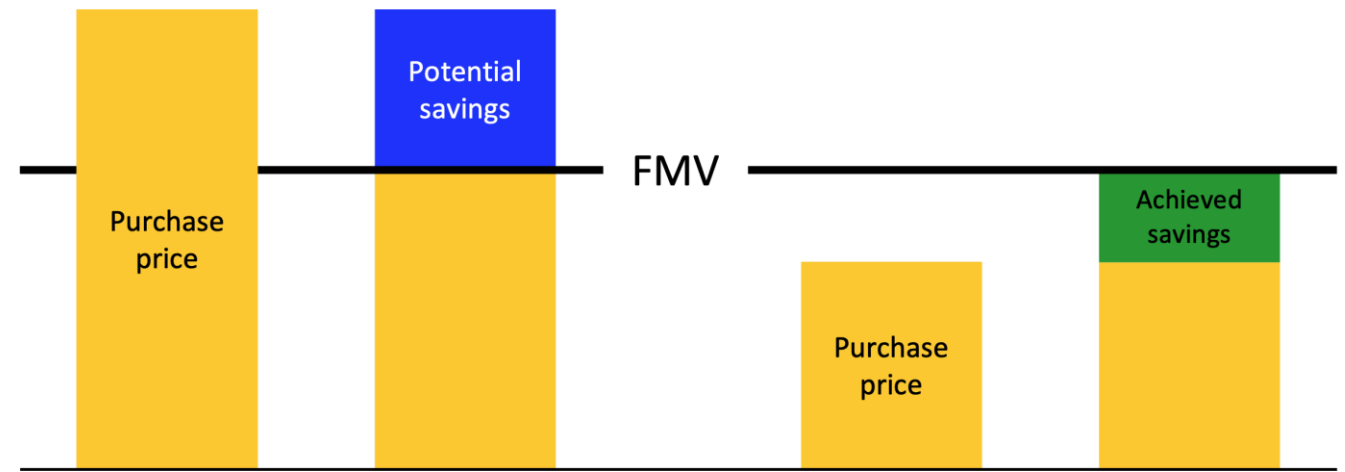 Potential
savings
FMV
Purchase
price
Achieved
savings
Purchase
price